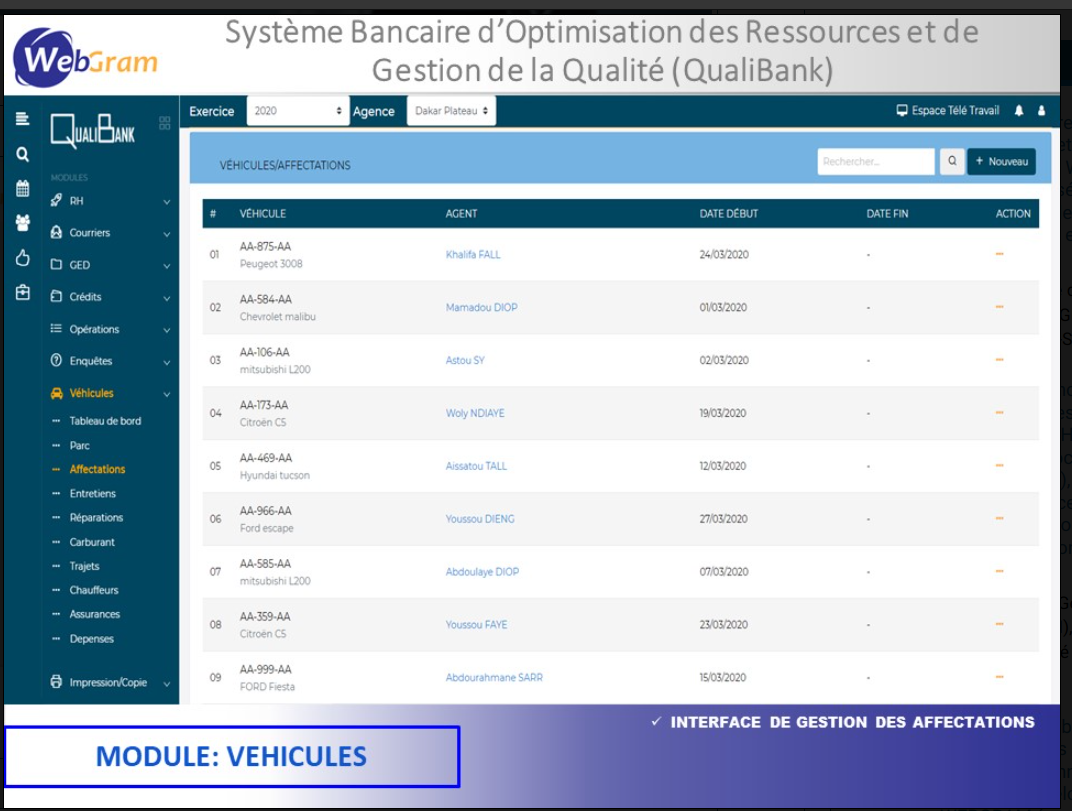 WebGram
Système Bancaire d’Optimisation des Ressources et de
Gestion de la Qualité (QualiBank)
Exercice 2020 Agence Dakar Plateau Espace Télé Travail
QUALIBANK
MODULES
RH
Courriers
GED
Crédits
Opérations
Enquêtes
Véhicules
Tableau de bord
Parc
Affectations
Entretiens
Réparations
Carburant
Trajets
Chauffeurs
Assurances
Depenses
Impression/Copie
VÉHICULES/AFFECTATIONS Rechercher... + Nouveau
# VÉHICULE AGENT DATE DÉBUT DATE FIN ACTION
01 AA-875-AA Khalifa FALL 24/03/2020 -
Peugeot 3008
02 AA-584-AA Mamadou DIOP 01/03/2020 -
Chevrolet malibu
03 AA-106-AA Astou SY 02/03/2020 -
mitsubishi L200
04 AA-173-AA Woly NDIAYE 19/03/2020 -
Citroën C5
05 AA-469-AA Aissatou TALL 12/03/2020 -
Hyundai tucson
06 AA-966-AA Youssou DIENG 27/03/2020 -
Ford escape
07 AA-585-AA Abdoulaye DIOP 07/03/2020 -
mitsubishi L200
08 AA-359-AA Youssou FAYE 23/03/2020 -
Citroën C5
09 AA-999-AA Abdourahmane SARR 15/03/2020 -
FORD Fiesta
✓ INTERFACE DE GESTION DES AFFECTATIONS
MODULE: VEHICULES